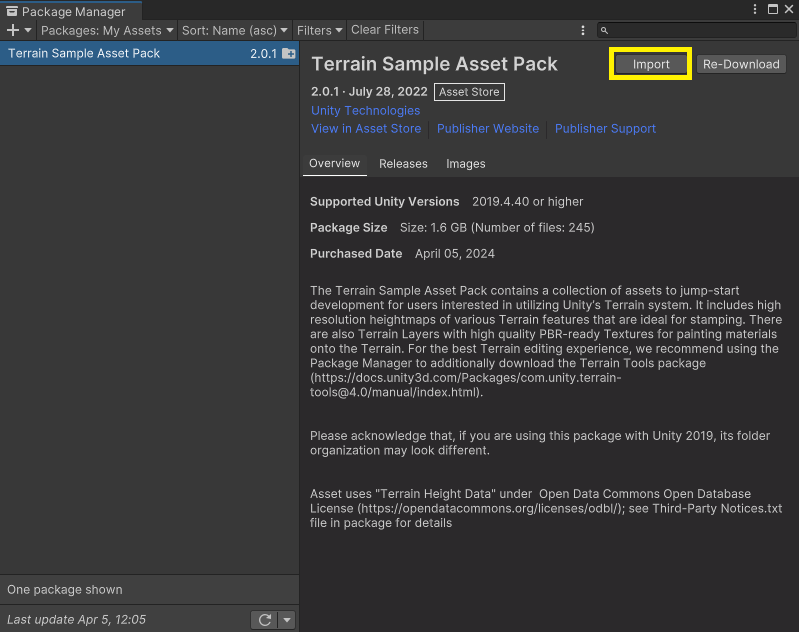 Package Manager
Packages: My Assets Sort: Name (asc) Filters Clear Filters
Terrain Sample Asset Pack 2.0.1
Terrain Sample Asset Pack
Import Re-Download
2.0.1 · July 28, 2022 Asset Store
Unity Technologies
View in Asset Store Publisher Website Publisher Support
Overview Releases Images
Supported Unity Versions 2019.4.40 or higher
Package Size Size: 1.6 GB (Number of files: 245)
Purchased Date April 05, 2024
The Terrain Sample Asset Pack contains a collection of assets to jump-start
development for users interested in utilizing Unity's Terrain system. It includes high
resolution heightmaps of various Terrain features that are ideal for stamping. There
are also Terrain Layers with high quality PBR-ready Textures for painting materials
onto the Terrain. For the best Terrain editing experience, we recommend using the
Package Manager to additionally download the Terrain Tools package
(https://docs.unity3d.com/Packages/com.unity.terrain-
tools@4.0/manual/index.html).
Please acknowledge that, if you are using this package with Unity 2019, its folder
organization may look different.
Asset uses "Terrain Height Data" under Open Data Commons Open Database
License (https://opendatacommons.org/licenses/odbl/); see Third-Party Notices.txt
file in package for details
One package shown
Last update Apr 5, 12:05